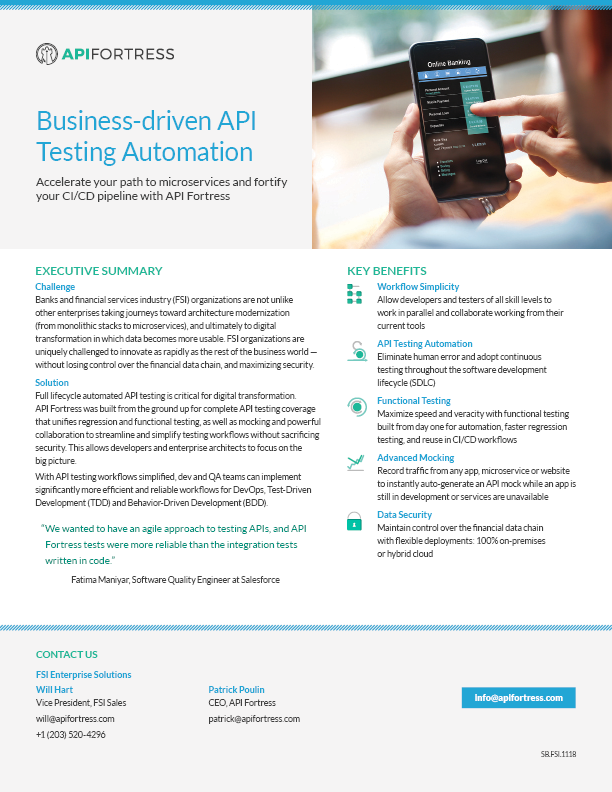 APIFORTRESS
Online Banking
Business-driven API
Testing Automation
Accelerate your path to microservices and fortify
your CI/CD pipeline with API Fortress
EXECUTIVE SUMMARY
Challenge
Banks and financial services industry (FSI) organizations are not unlike
other enterprises taking journeys toward architecture modernization
(from monolithic stacks to microservices), and ultimately to digital
transformation in which data becomes more usable. FSI organizations are
uniquely challenged to innovate as rapidly as the rest of the business world —
without losing control over the financial data chain, and maximizing security.
Solution
Full lifecycle automated API testing is critical for digital transformation.
API Fortress was built from the ground up for complete API testing coverage
that unifies regression and functional testing, as well as mocking and powerful
collaboration to streamline and simplify testing workflows without sacrificing
security. This allows developers and enterprise architects to focus on the
big picture.
With API testing workflows simplified, dev and QA teams can implement
significantly more efficient and reliable workflows for DevOps, Test-Driven
Development (TDD) and Behavior-Driven Development (BDD).
“We wanted to have an agile approach to testing APIs, and API
Fortress tests were more reliable than the integration tests
written in code.”
Fatima Maniyar, Software Quality Engineer at Salesforce
KEY BENEFITS
Workflow Simplicity
Allow developers and testers of all skill levels to
work in parallel and collaborate working from their
current tools
API Testing Automation
Eliminate human error and adopt continuous
testing throughout the software development
lifecycle (SDLC)
Functional Testing
Maximize speed and veracity with functional testing
built from day one for automation, faster regression
testing, and reuse in CI/CD workflows
Advanced Mocking
Record traffic from any app, microservice or website
to instantly auto-generate an API mock while an app is
still in development or services are unavailable
Data Security
Maintain control over the financial data chain
with flexible deployments: 100% on-premises
or hybrid cloud
CONTACT US
FSI Enterprise Solutions
Will Hart
Vice President, FSI Sales
will@apifortress.com
+1 (203) 520-4296
Patrick Poulin
CEO, API Fortress
patrick@apifortress.com
info@apifortress.com
SB.FSI.1118